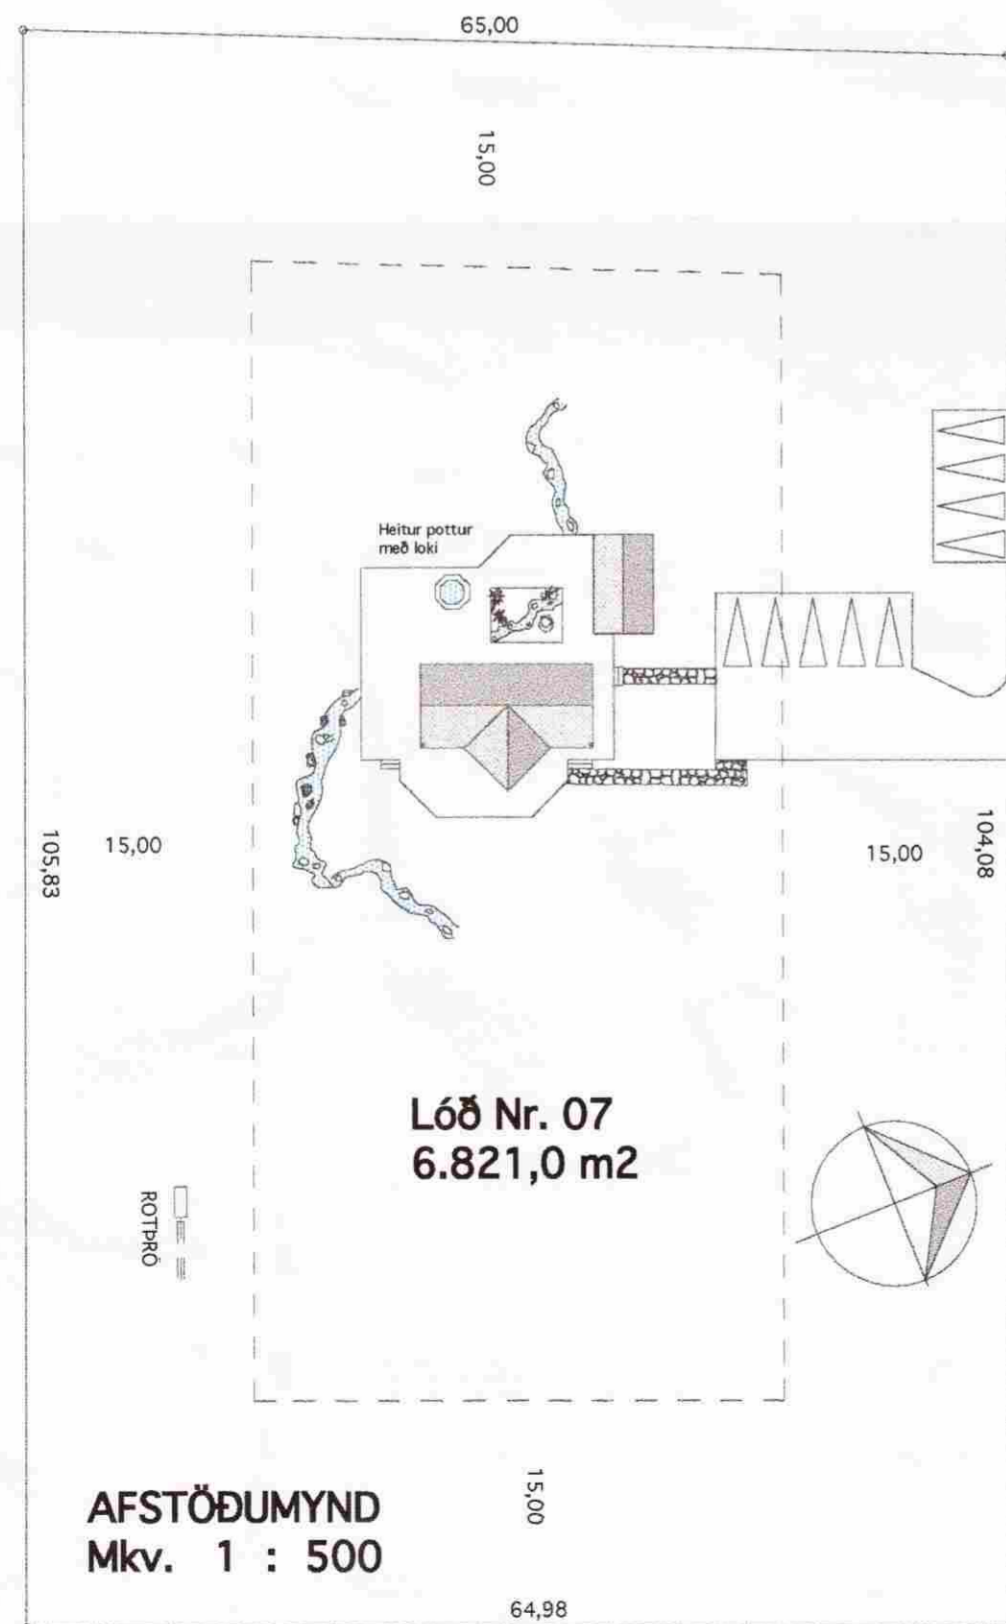 65,00
15,00
Heitur pottur
með loki
105,83
15,00
15,00
104,08
Lóð Nr. 07
6.821,0 m2
ROTÞRÓ
15,00
AFSTÖÐUMYND
Mkv. 1 : 500
64,98